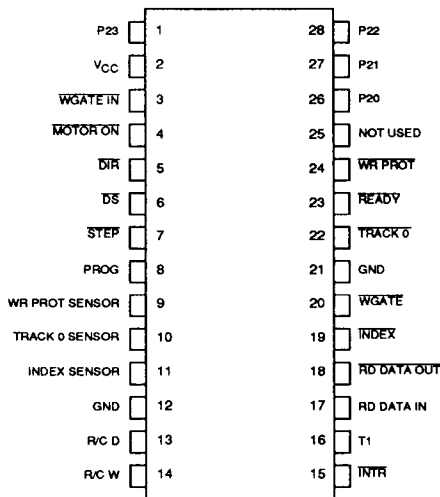 P23 1 28 P22
VCC 2 27 P21
WGATE IN 3 26 P20
MOTOR ON 4 25 NOT USED
DIR 5 24 WR PROT
DS 6 23 READY
STEP 7 22 TRACK 0
PROG 8 21 GND
WR PROT SENSOR 9 20 WGATE
TRACK 0 SENSOR 10 19 INDEX
INDEX SENSOR 11 18 RD DATA OUT
GND 12 17 RD DATA IN
R/C D 13 16 T1
R/C W 14 15 INTR